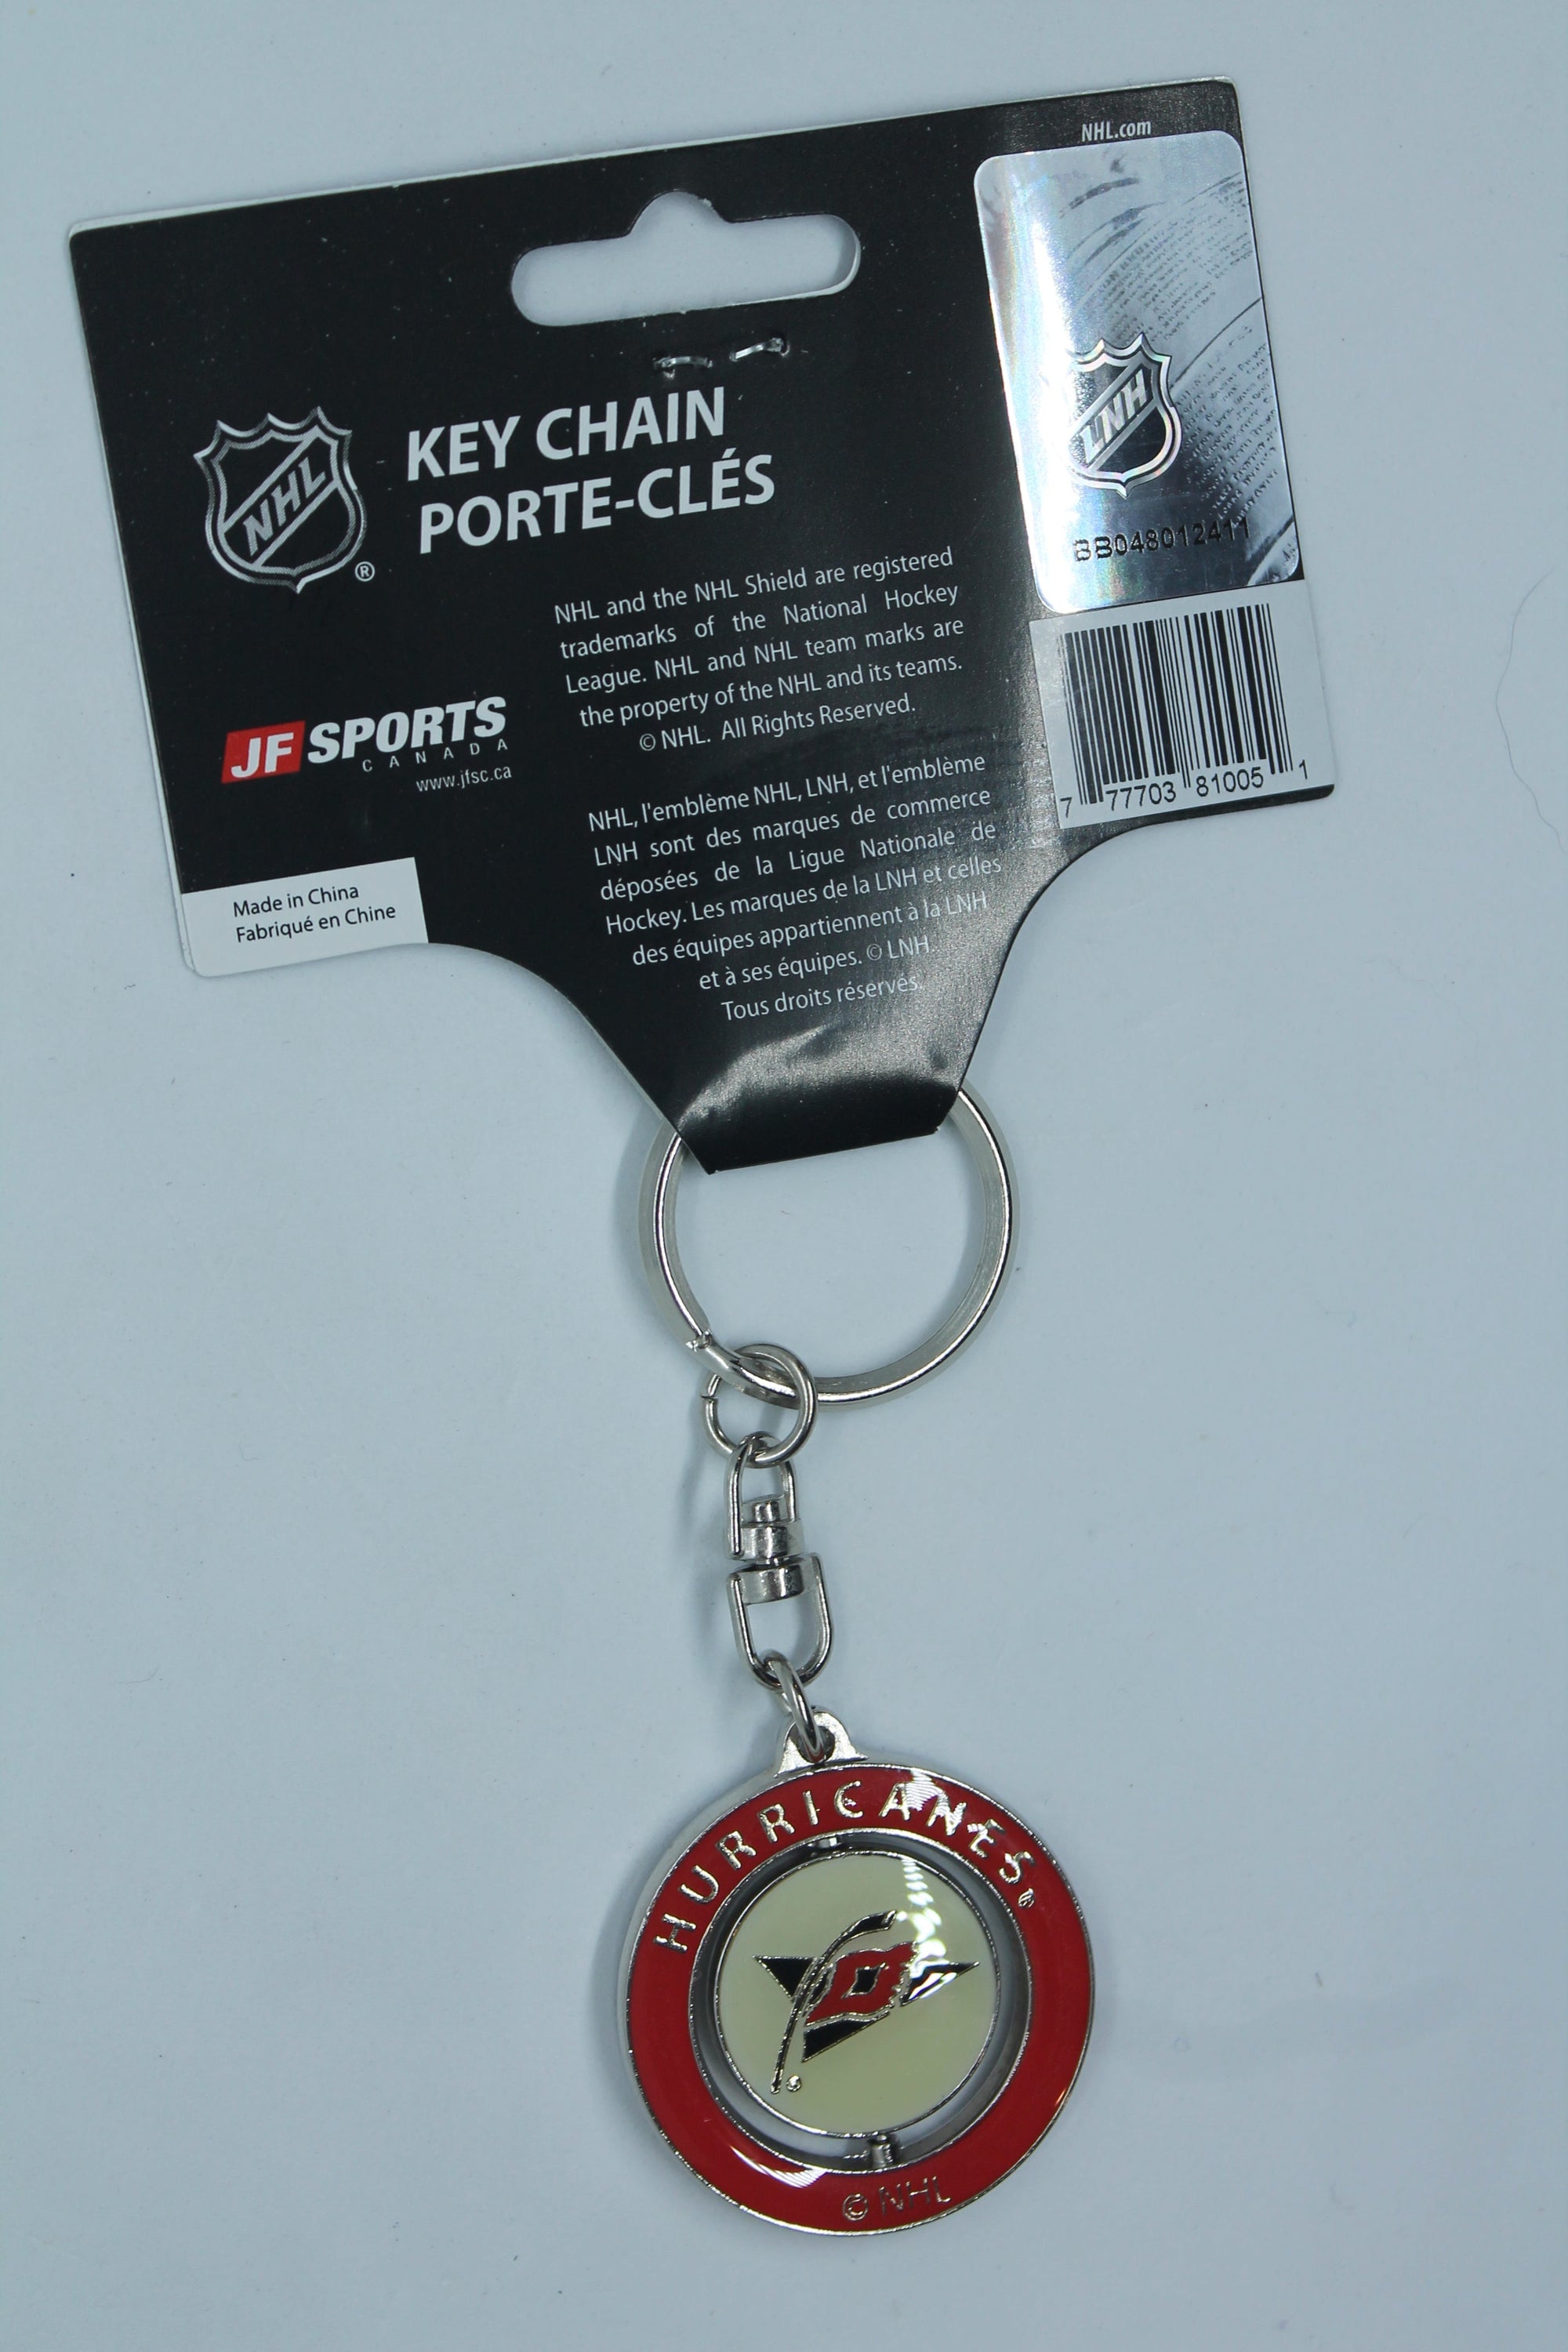 NHL.com
LNH
BB048012411
NHL®
KEY CHAIN
PORTE-CLÉS
NHL and the NHL Shield are registered
trademarks of the National Hockey
League. NHL and NHL team marks are
the property of the NHL and its teams.
© NHL. All Rights Reserved.
JF SPORTS
CANADA
www.jfsc.ca
NHL, l'emblème NHL, LNH, et l'emblème
LNH sont des marques de commerce
déposées de la Ligue Nationale de
Hockey. Les marques de la LNH et celles
des équipes appartiennent à la LNH
et à ses équipes. © LNH.
Tous droits réservés.
7 77703 81005 1
Made in China
Fabriqué en Chine
HURRICANES®
© NHL